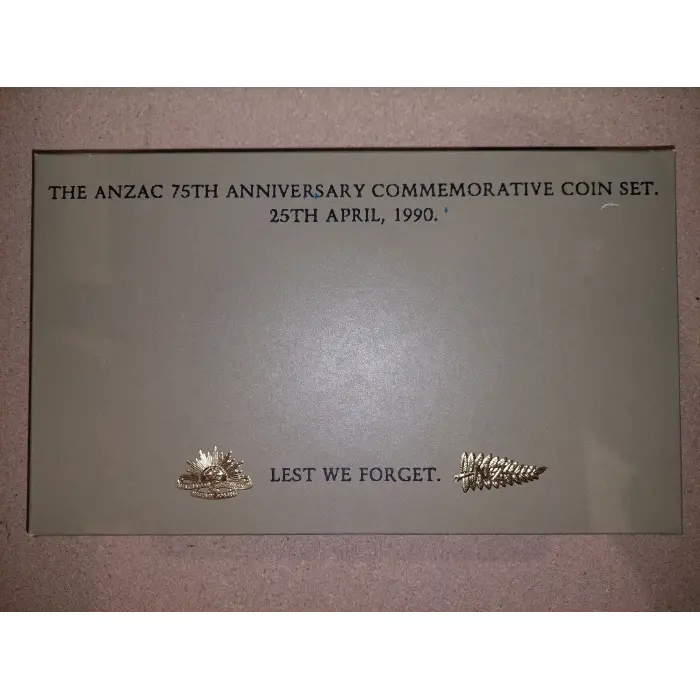 THE ANZAC 75TH ANNIVERSARY COMMEMORATIVE COIN SET.
25TH APRIL, 1990.
LEST WE FORGET.